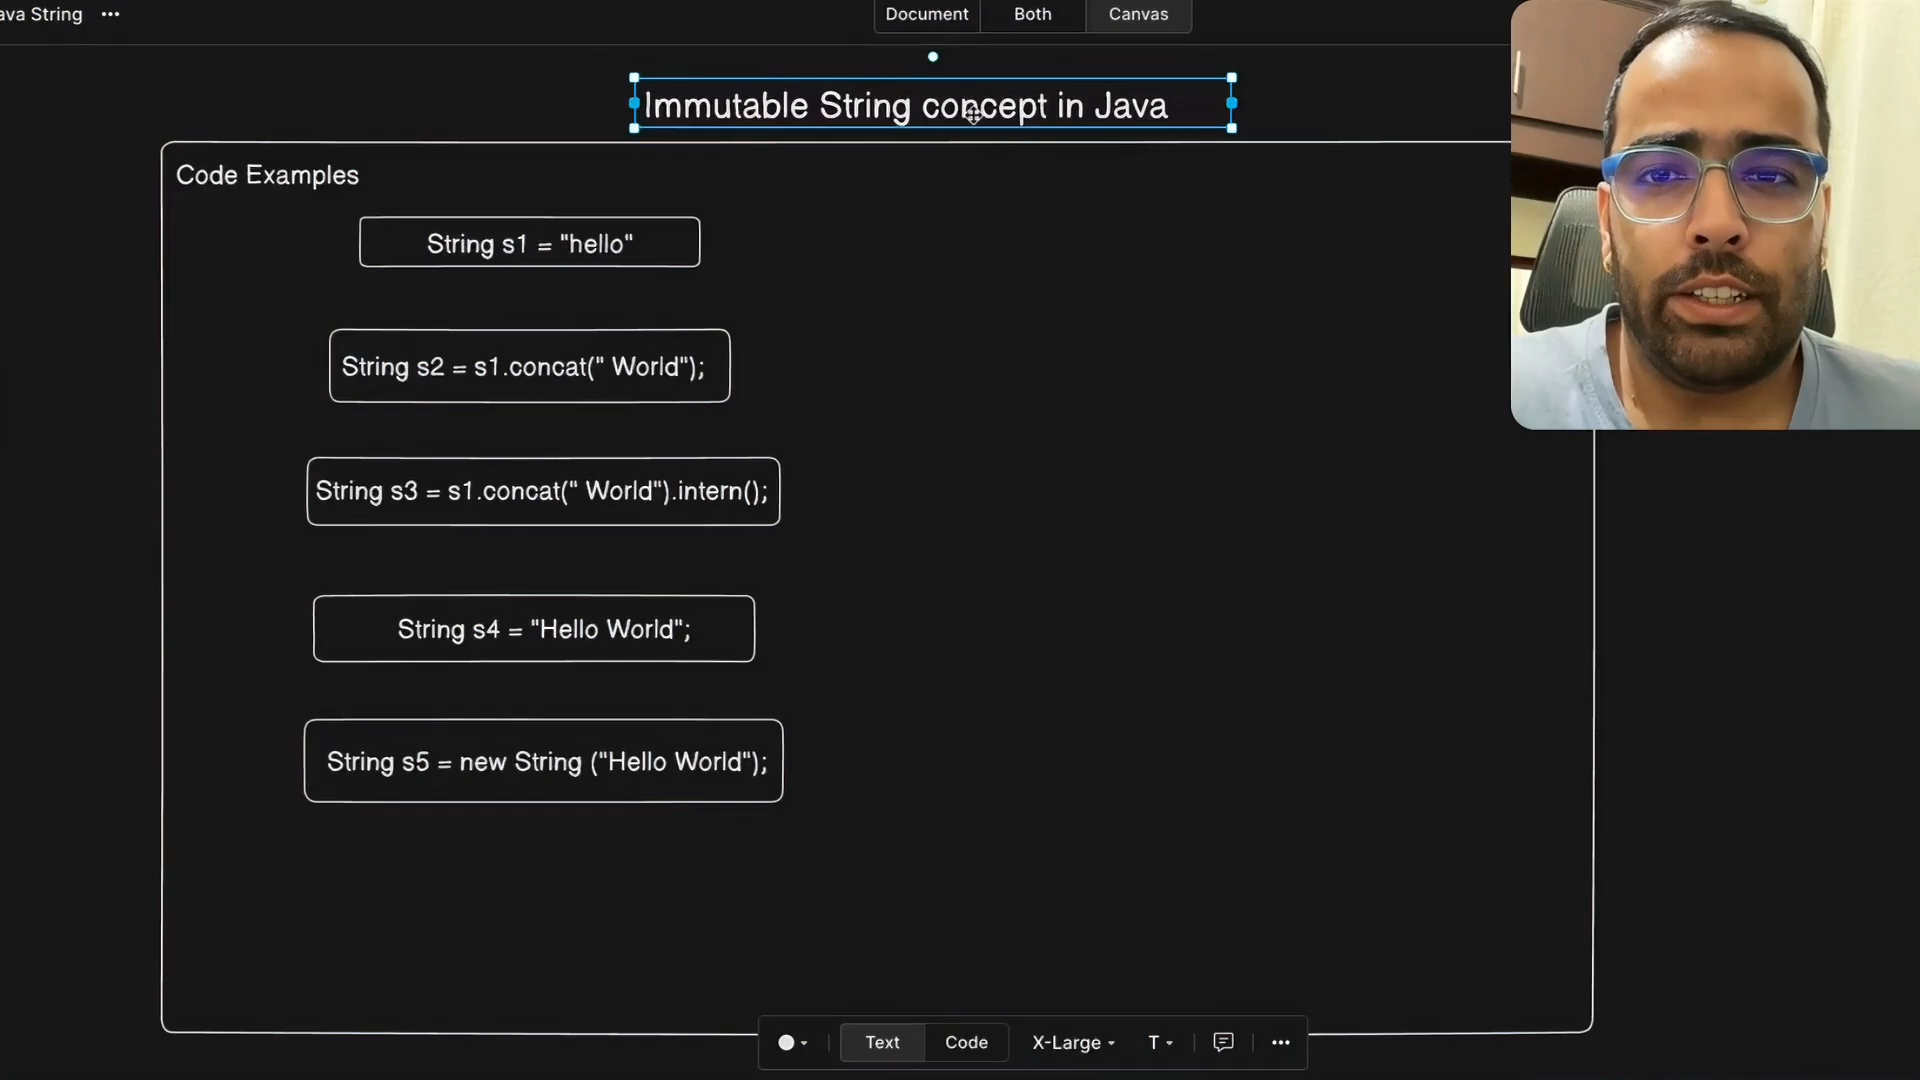 ava String •••
Document Both Canvas
Immutable String concept in Java
Code Examples
String s1 = "hello"
String s2 = s1.concat(" World");
String s3 = s1.concat(" World").intern();
String s4 = "Hello World";
String s5 = new String ("Hello World");
Text Code X-Large T •••